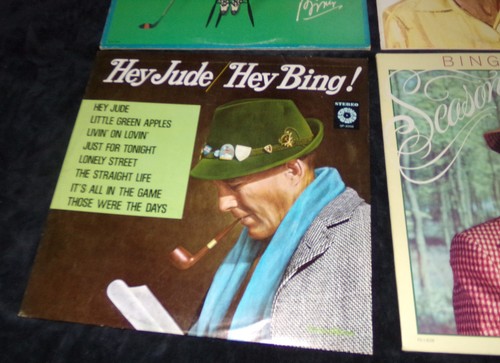 Bing
BING
Hey Jude/Hey Bing!
Season
STEREO
HEY JUDE
LITTLE GREEN APPLES
LIVIN' ON LOVIN'
JUST FOR TONIGHT
LONELY STREET
THE STRAIGHT LIFE
IT'S ALL IN THE GAME
THOSE WERE THE DAYS